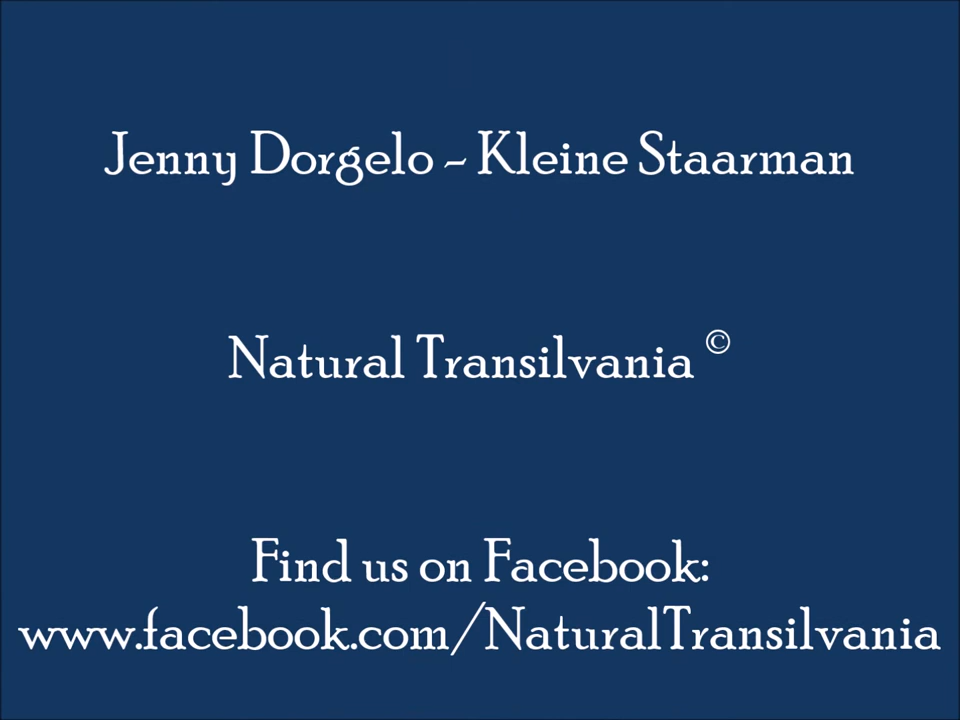 Jenny Dorgelo - Kleine Staarman
Natural Transilvania ©
Find us on Facebook:
www.facebook.com/NaturalTransilvania